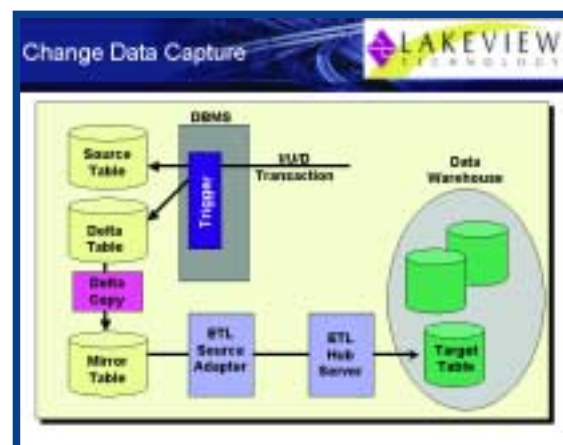 Change Data Capture
LAKEVIEW
TECHNOLOGY
DBMS
Source
Table
I/U/D
Transaction
Trigger
Data
Warehouse
Delta
Table
Delta
Copy
Mirror
Table
ETL
Source
Adapter
ETL
Hub
Server
Target
Table